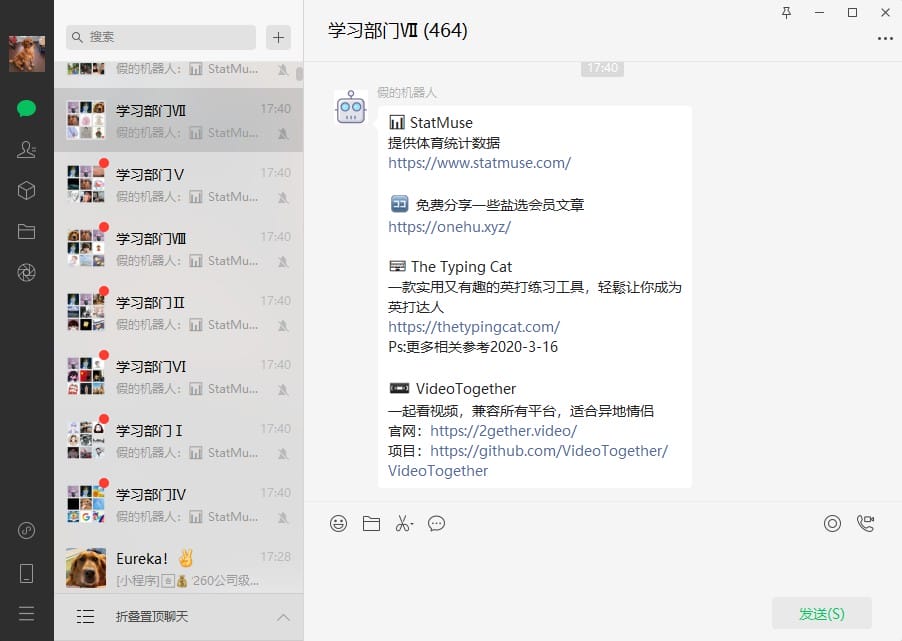 搜索
假的机器人: StatMu...
学习部门Ⅶ 17:40
假的机器人: StatMu...
学习部门Ⅴ 17:40
假的机器人: StatMu...
学习部门Ⅷ 17:40
假的机器人: StatMu...
学习部门Ⅱ 17:40
假的机器人: StatMu...
学习部门Ⅵ 17:40
假的机器人: StatMu...
学习部门Ⅰ 17:40
假的机器人: StatMu...
学习部门Ⅳ 17:40
假的机器人: StatMu...
Eureka! ✌ 17:28
[小程序] 💰 '260公司级...
折叠置顶聊天
学习部门Ⅶ (464)
17:40
假的机器人
📊 StatMuse
提供体育统计数据
https://www.statmuse.com/
🈁 免费分享一些盐选会员文章
https://onehu.xyz/
⌨ The Typing Cat
一款实用又有趣的英打练习工具，轻鬆让你成为
英打达人
https://thetypingcat.com/
Ps:更多相关参考2020-3-16
📼 VideoTogether
一起看视频，兼容所有平台，适合异地情侣
官网：https://2gether.video/
项目：https://github.com/VideoTogether/
VideoTogether
发送(S)